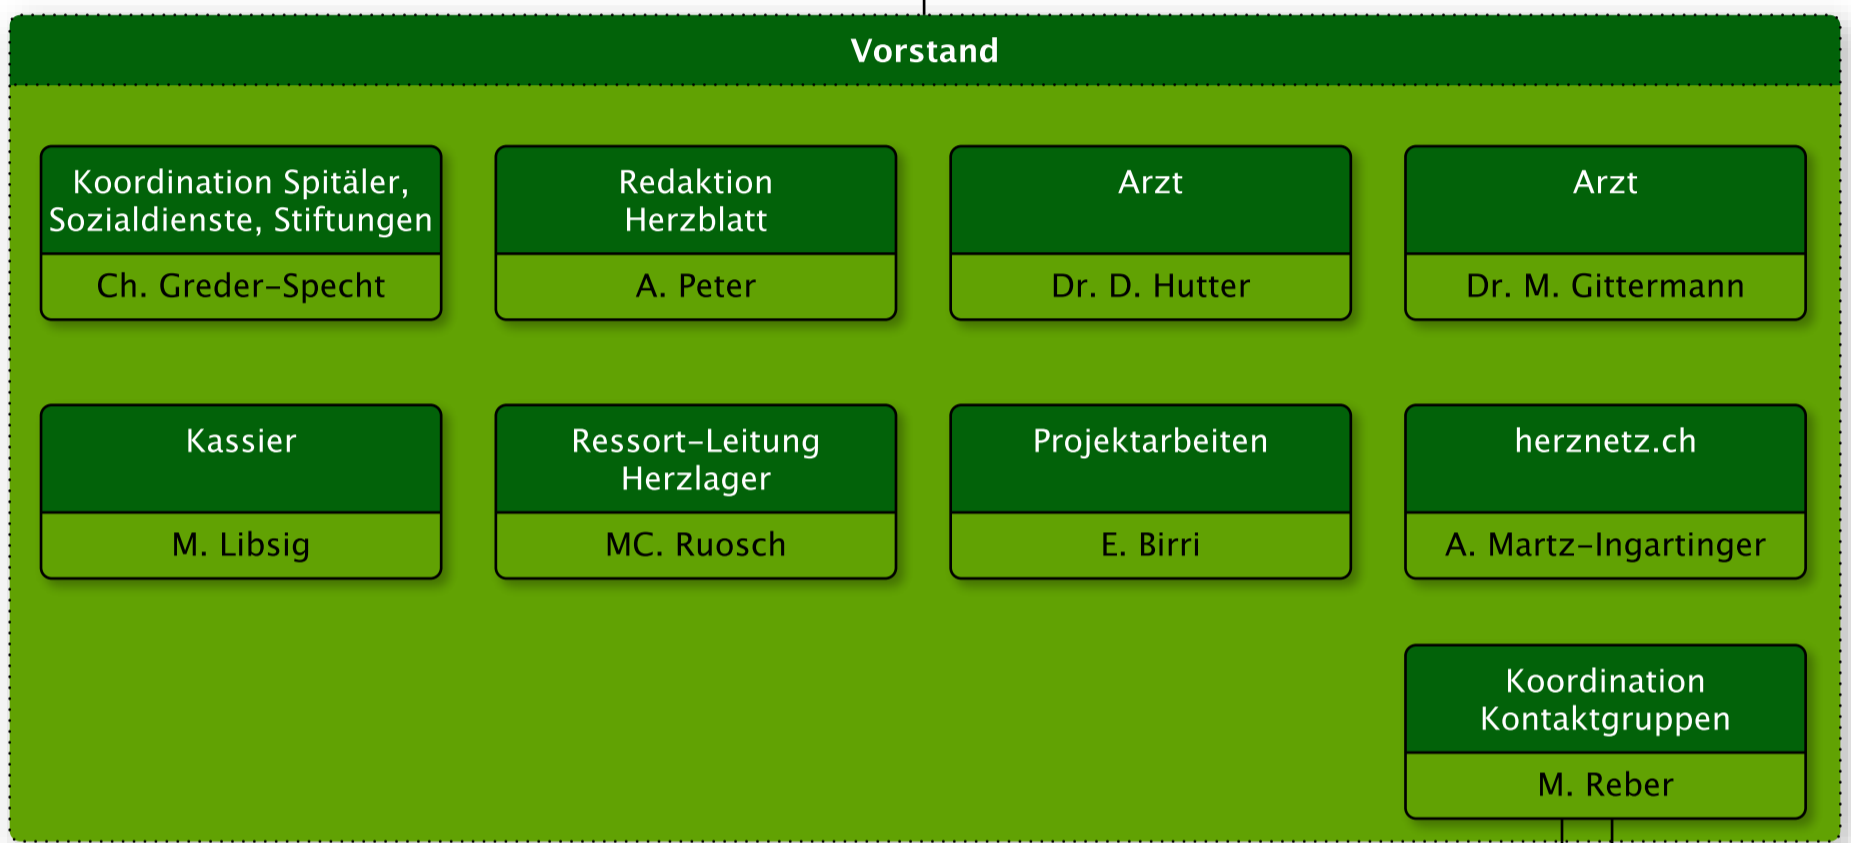 Vorstand
Koordination Spitäler,
Sozialdienste, Stiftungen
Ch. Greder-Specht
Redaktion
Herzblatt
A. Peter
Arzt
Dr. D. Hutter
Arzt
Dr. M. Gittermann
Kassier
M. Libsig
Ressort-Leitung
Herzlager
MC. Ruosch
Projektarbeiten
E. Birri
herznetz.ch
A. Martz-Ingartinger
Koordination
Kontaktgruppen
M. Reber